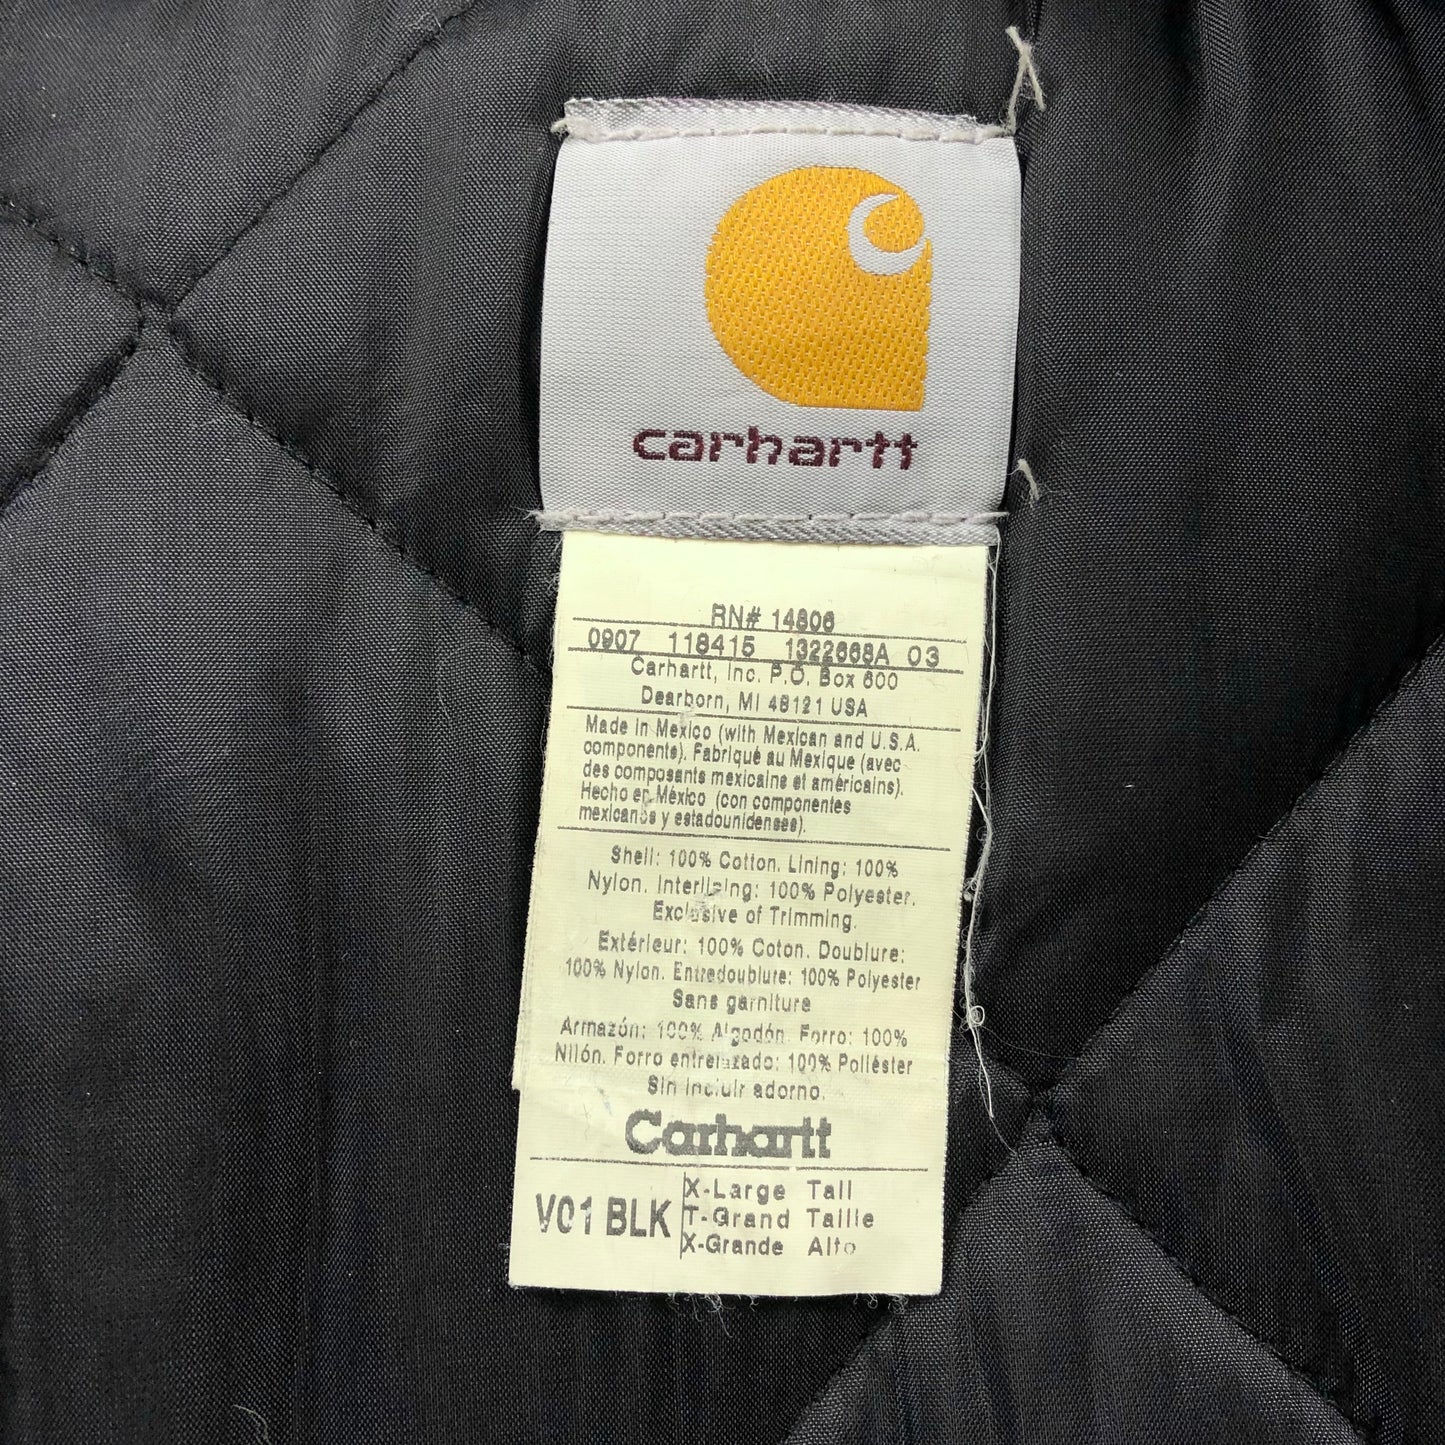 carhartt
RN# 14806
0907 118415 1322668A 03
Carhartt, Inc. P.O. Box 600
Dearborn, MI 48121 USA
Made in Mexico (with Mexican and U.S.A.
components). Fabriqué au Mexique (avec
des composants mexicains et américains).
Hecho en México (con componentes
mexicanos y estadounidenses).
Shell: 100% Cotton. Lining: 100%
Nylon. Interlining: 100% Polyester.
Exclusive of Trimming.
Extérieur: 100% Coton. Doublure:
100% Nylon. Entredoublure: 100% Polyester
Sans garniture
Armazón: 100% Algodón. Forro: 100%
Nilón. Forro entrelazado: 100% Poliéster
Sin incluir adorno.
Carhartt
V01 BLK
X-Large Tall
T-Grand Taille
X-Grande Alto